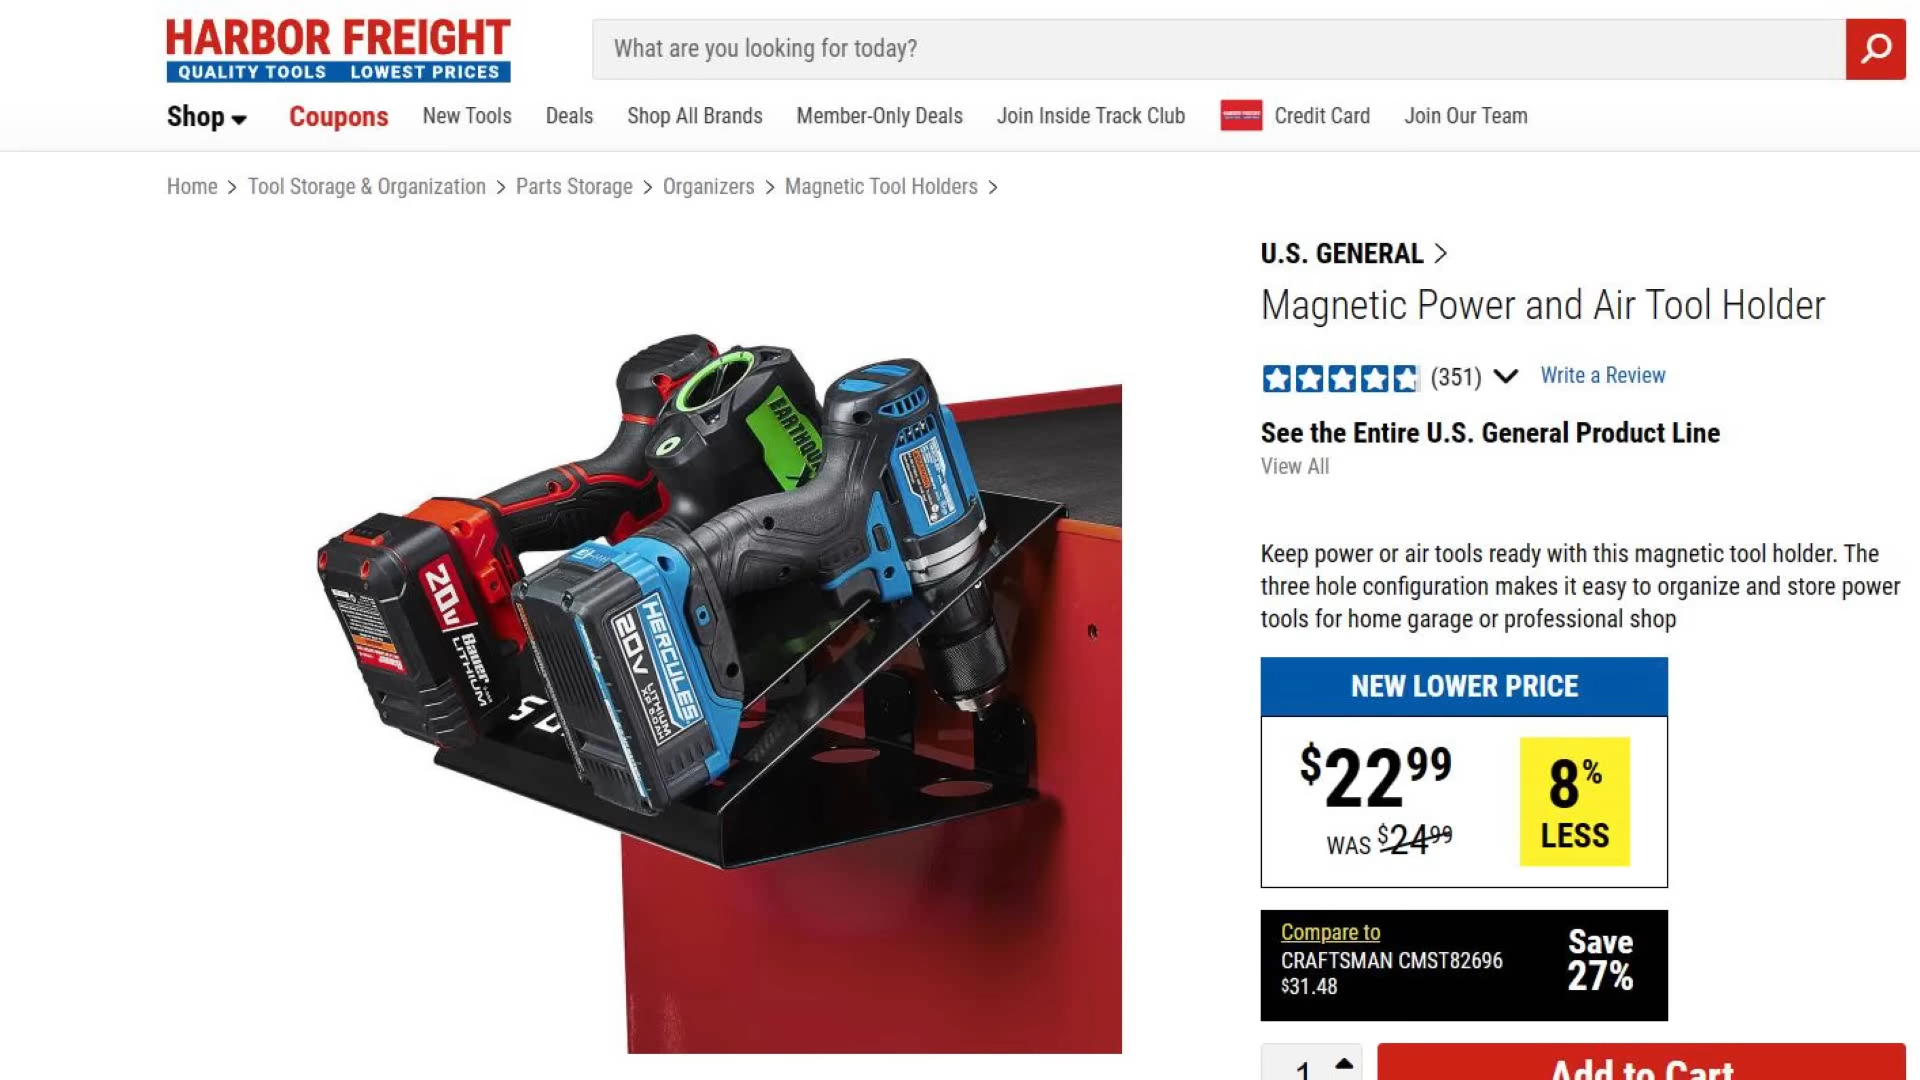 HARBOR FREIGHT
QUALITY TOOLS LOWEST PRICES
What are you looking for today?
Shop
Coupons
New Tools
Deals
Shop All Brands
Member-Only Deals
Join Inside Track Club
Credit Card
Join Our Team
Home > Tool Storage & Organization > Parts Storage > Organizers > Magnetic Tool Holders >
U.S. GENERAL >
Magnetic Power and Air Tool Holder
(351)
Write a Review
See the Entire U.S. General Product Line
View All
Keep power or air tools ready with this magnetic tool holder. The
three hole configuration makes it easy to organize and store power
tools for home garage or professional shop
NEW LOWER PRICE
$22 99
WAS $24 99
8%
LESS
Compare to
CRAFTSMAN CMST82696
$31.48
Save
27%
1
Add to Cart
20V
Bauer
LITHIUM
HERCULES
20V
LITHIUM